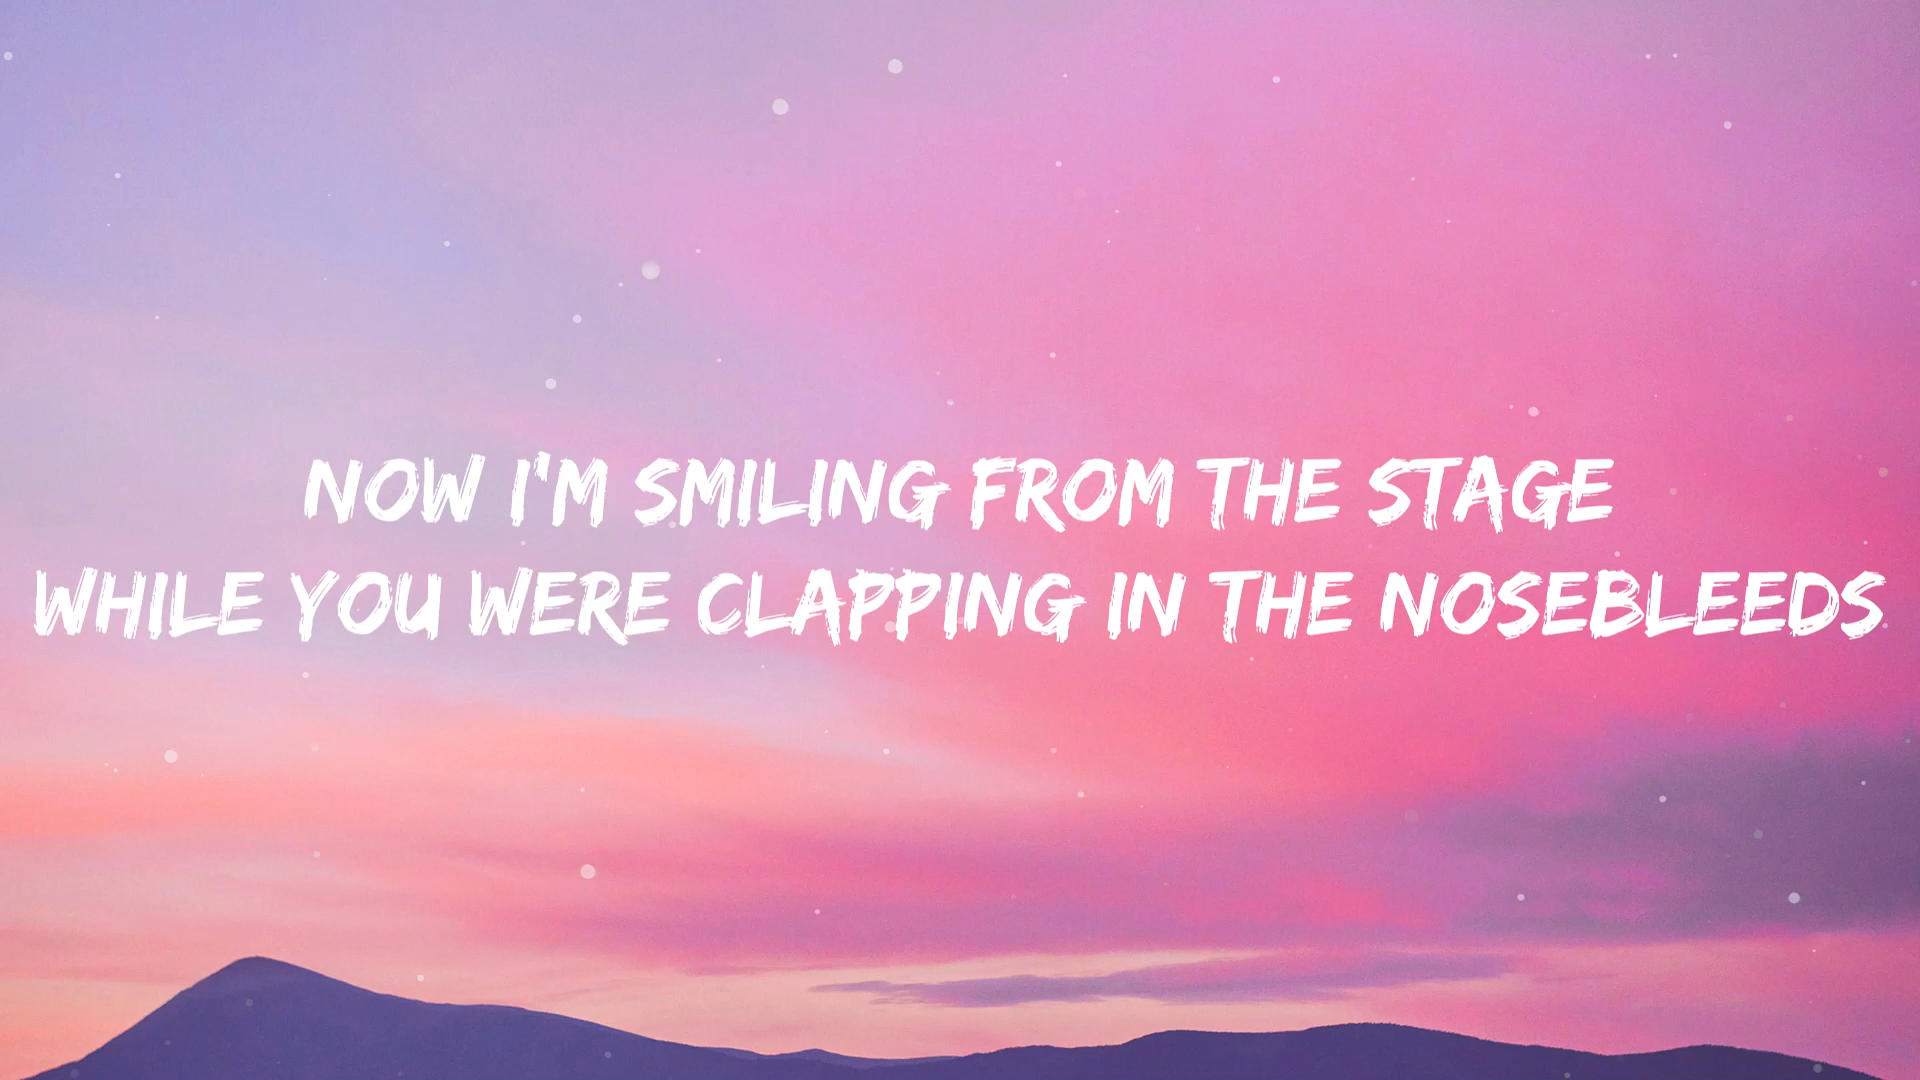 NOW I'M SMILING FROM THE STAGE
WHILE YOU WERE CLAPPING IN THE NOSEBLEEDS